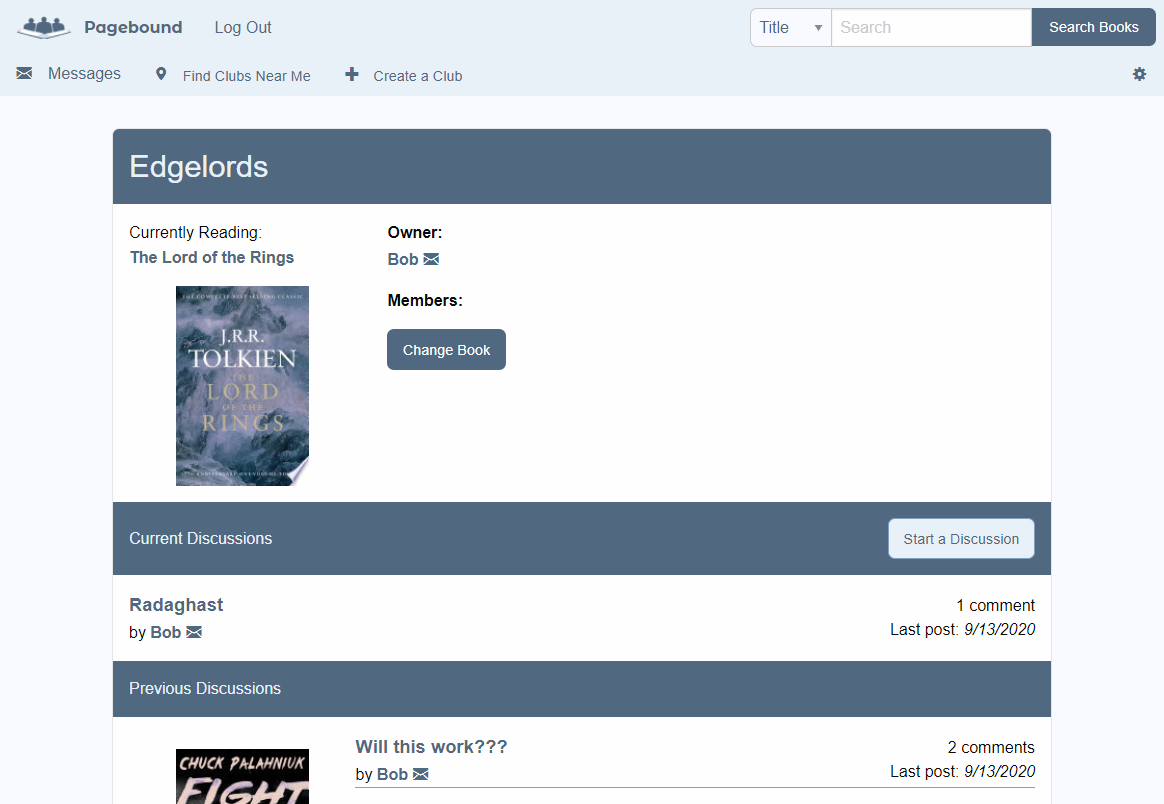 Pagebound Log Out Title Search Search Books
Messages Find Clubs Near Me Create a Club
Edgelords
Currently Reading:
The Lord of the Rings
Owner:
Bob
Members:
Change Book
THE COMPLETE BEST-SELLING CLASSIC
J.R.R.
TOLKIEN
THE
LORD
OF THE
RINGS
Current Discussions Start a Discussion
Radaghast 1 comment
by Bob Last post: 9/13/2020
Previous Discussions
CHUCK PALAHNIUK
FIGHT
Will this work??? 2 comments
by Bob Last post: 9/13/2020